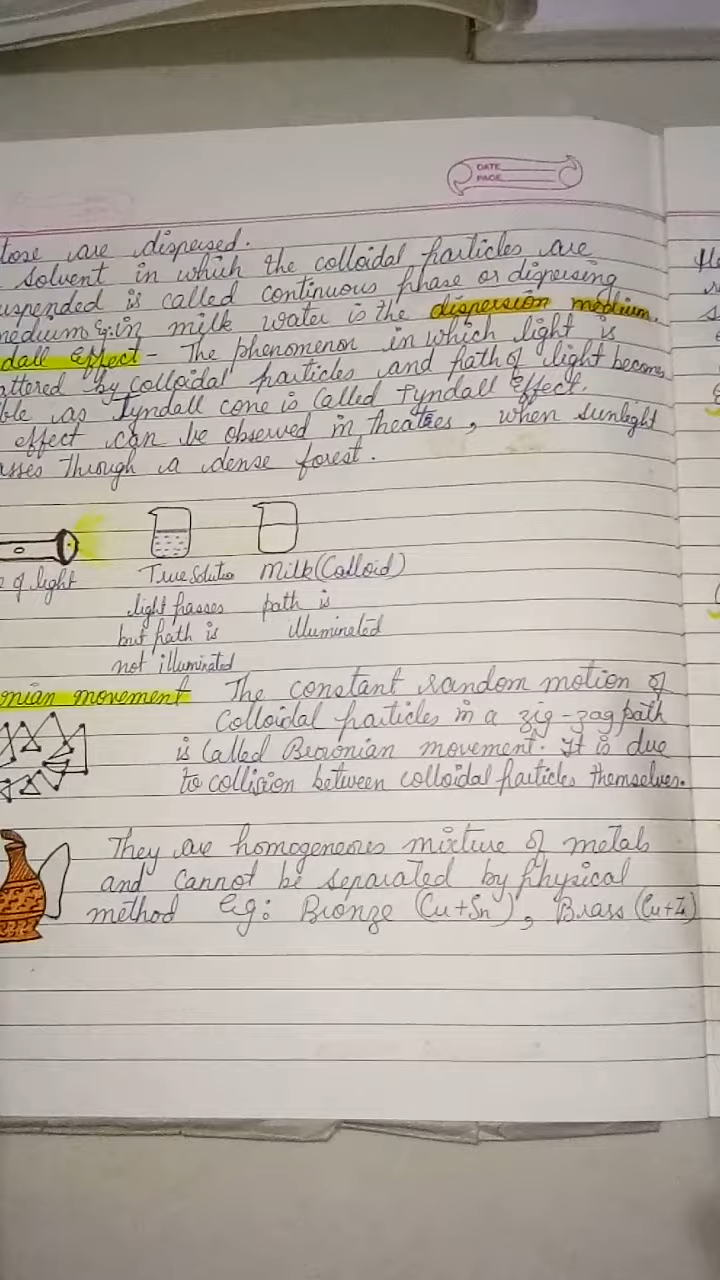 DATE
PAGE
tose are dispersed.
Solvent in which the colloidal particles are
uspended is called continuous phase or dispersing
medium e.g. in milk water is the dispersion medium.
dall effect - The phenomenon in which light is
attered by colloidal particles and path of light becomes
ble as Tyndall cone is called Tyndall Effect.
effect can be observed in theatres, when sunlight
asses through a dense forest.
of light
True Solutio
Milk (Colloid)
light passes
but path is
not illuminated
path is
illuminated
onian movement The constant random motion of
Colloidal particles in a zig-zag path
is called Brownian movement. It is due
to collision between colloidal particles themselves.
They are homogeneous mixture of metals
and cannot be separated by physical
method eg: Bronze (Cu+Sn), Brass (Cu+Z